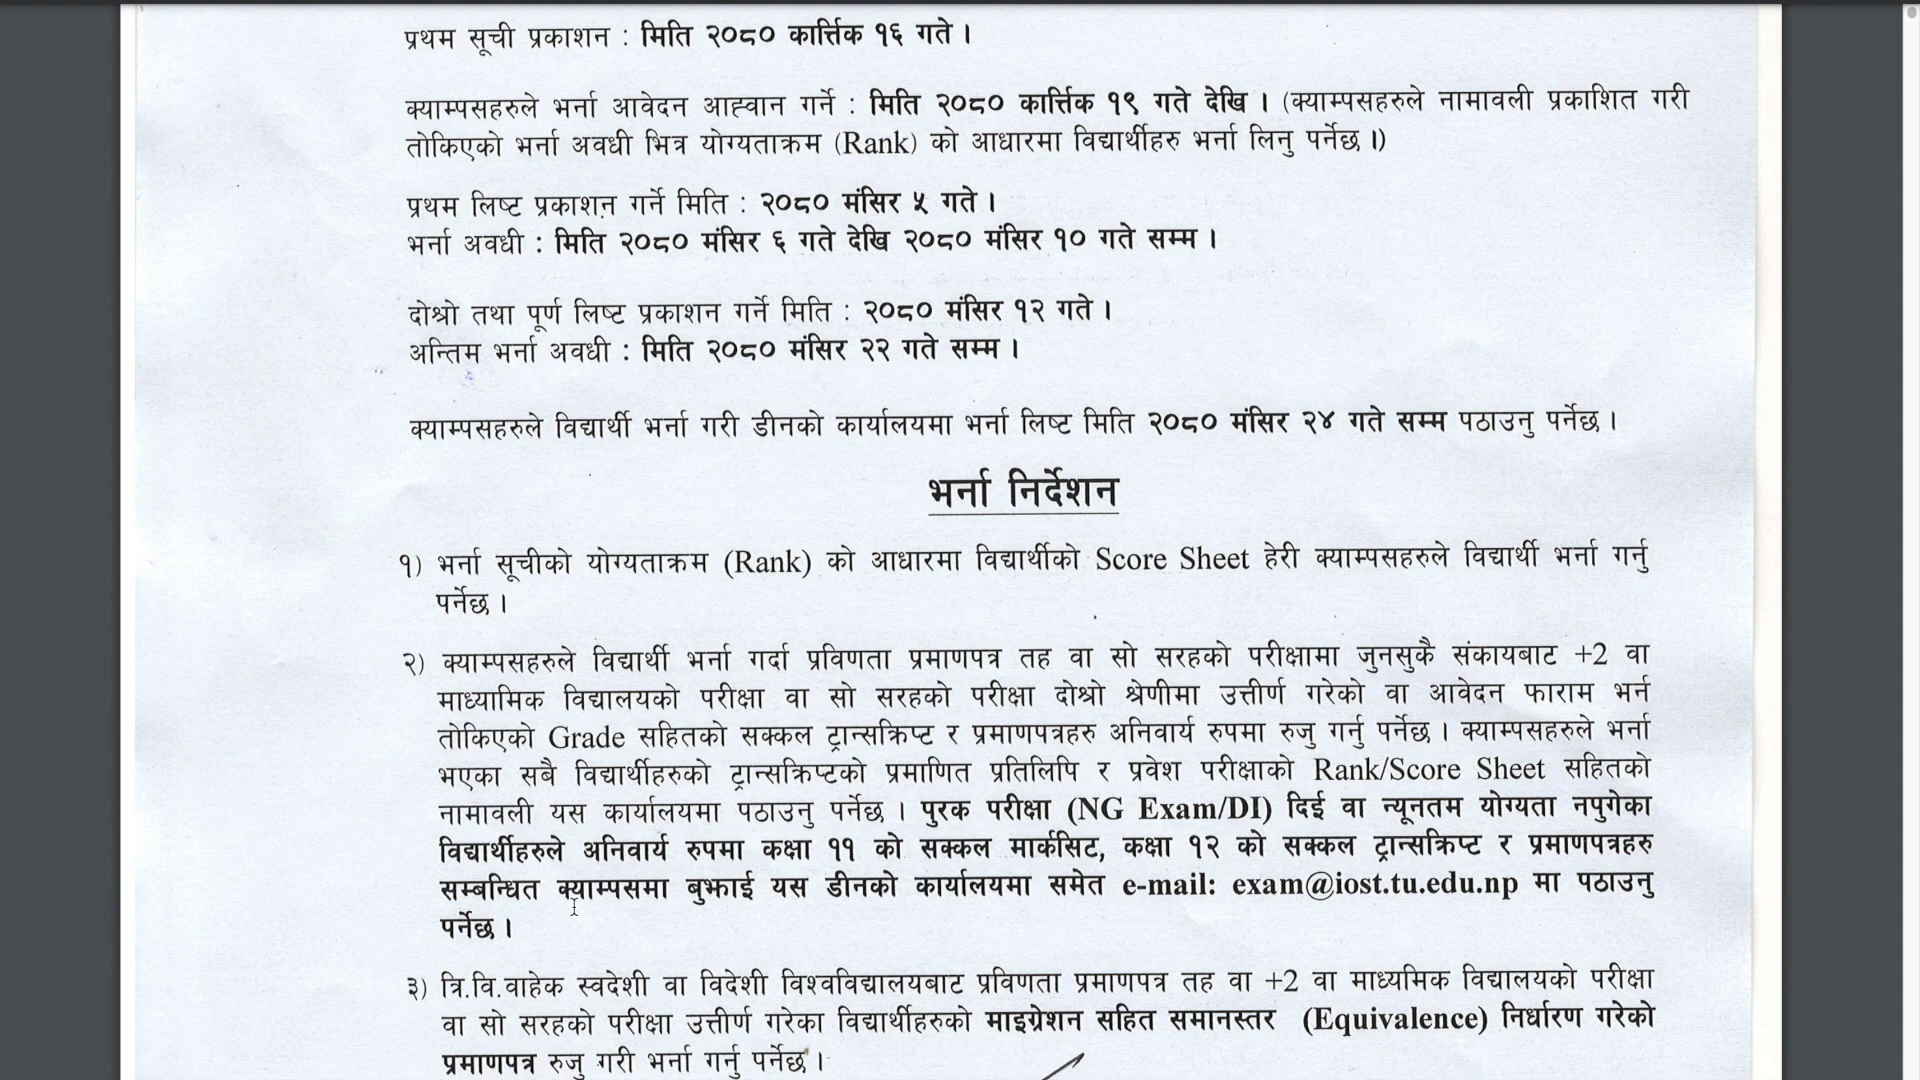 प्रथम सूची प्रकाशन : मिति २०८० कार्त्तिक १६ गते ।
क्याम्पसहरुले भर्ना आवेदन आह्वान गर्ने : मिति २०८० कार्त्तिक १९ गते देखि । (क्याम्पसहरुले नामावली प्रकाशित गरी
तोकिएको भर्ना अवधी भित्र योग्यताक्रम (Rank) को आधारमा विद्यार्थीहरु भर्ना लिनु पर्नेछ ।)
प्रथम लिष्ट प्रकाशन गर्ने मिति : २०८० मंसिर ५ गते ।
भर्ना अवधी : मिति २०८० मंसिर ६ गते देखि २०८० मंसिर १० गते सम्म ।
दोश्रो तथा पूर्ण लिष्ट प्रकाशन गर्ने मिति : २०८० मंसिर १२ गते ।
अन्तिम भर्ना अवधी : मिति २०८० मंसिर २२ गते सम्म ।
क्याम्पसहरुले विद्यार्थी भर्ना गरी डीनको कार्यालयमा भर्ना लिष्ट मिति २०८० मंसिर २४ गते सम्म पठाउनु पर्नेछ ।
भर्ना निर्देशन
१) भर्ना सूचीको योग्यताक्रम (Rank) को आधारमा विद्यार्थीको Score Sheet हेरी क्याम्पसहरुले विद्यार्थी भर्ना गर्नु
पर्नेछ ।
२) क्याम्पसहरुले विद्यार्थी भर्ना गर्दा प्रविणता प्रमाणपत्र तह वा सो सरहको परीक्षामा जुनसुकै संकायबाट +2 वा
माध्यामिक विद्यालयको परीक्षा वा सो सरहको परीक्षा दोश्रो श्रेणीमा उत्तीर्ण गरेको वा आवेदन फाराम भर्न
तोकिएको Grade सहितको सक्कल ट्रान्सक्रिप्ट र प्रमाणपत्रहरु अनिवार्य रुपमा रुजु गर्नु पर्नेछ । क्याम्पसहरुले भर्ना
भएका सबै विद्यार्थीहरुको ट्रान्सक्रिप्टको प्रमाणित प्रतिलिपि र प्रवेश परीक्षाको Rank/Score Sheet सहितको
नामावली यस कार्यालयमा पठाउनु पर्नेछ । पुरक परीक्षा (NG Exam/DI) दिई वा न्यूनतम योग्यता नपुगेका
विद्यार्थीहरुले अनिवार्य रुपमा कक्षा ११ को सक्कल मार्कसिट, कक्षा १२ को सक्कल ट्रान्सक्रिप्ट र प्रमाणपत्रहरु
सम्बन्धित क्याम्पसमा बुझाई यस डीनको कार्यालयमा समेत e-mail: exam@iost.tu.edu.np मा पठाउनु
पर्नेछ ।
३) त्रि.वि.वाहेक स्वदेशी वा विदेशी विश्वविद्यालयबाट प्रविणता प्रमाणपत्र तह वा +2 वा माध्यमिक विद्यालयको परीक्षा
वा सो सरहको परीक्षा उत्तीर्ण गरेका विद्यार्थीहरुको माइग्रेशन सहित समानस्तर (Equivalence) निर्धारण गरेको
प्रमाणपत्र रुजु गरी भर्ना गर्नु पर्नेछ ।